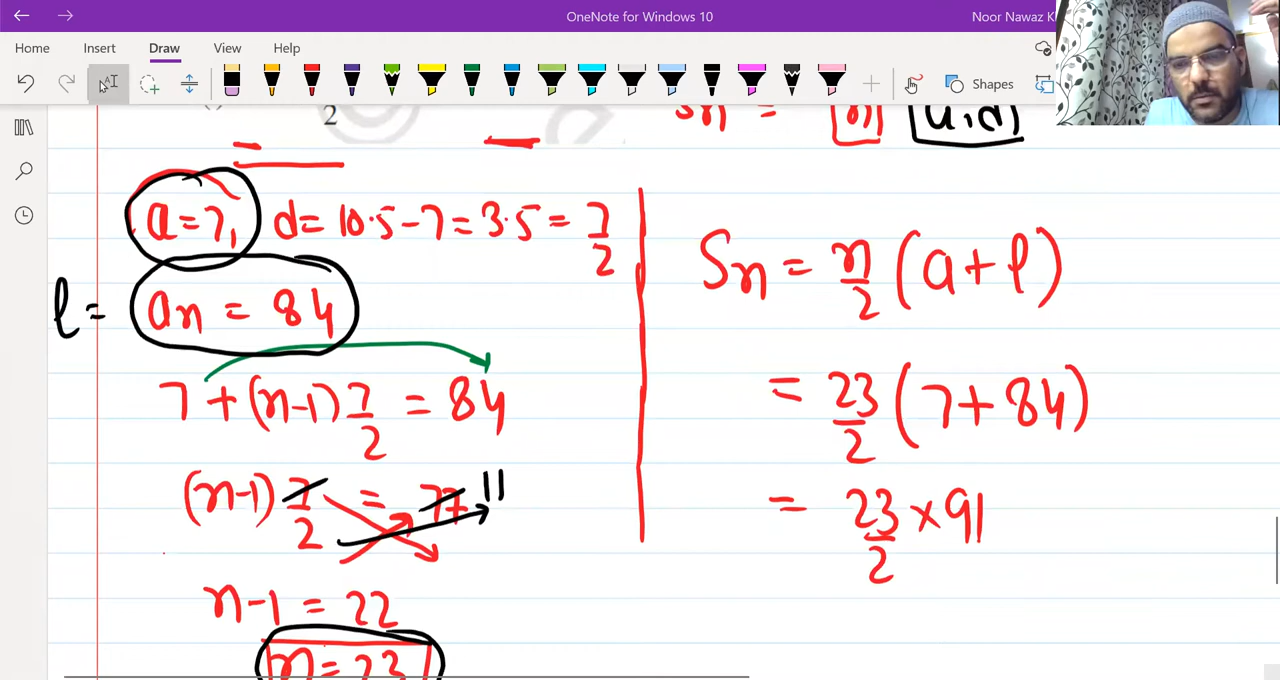 OneNote for Windows 10
Noor Nawaz K
Home Insert Draw View Help
Shapes
2
Sn = n
a=7, d= 10.5-7 = 3.5 = 7/2
l= an = 84
7+(n-1) 7/2 = 84
(n-1) 7/2 = 77 11
n-1 = 22
n = 23
Sn = n/2 (a+l)
= 23/2 (7+84)
= 23/2 × 91